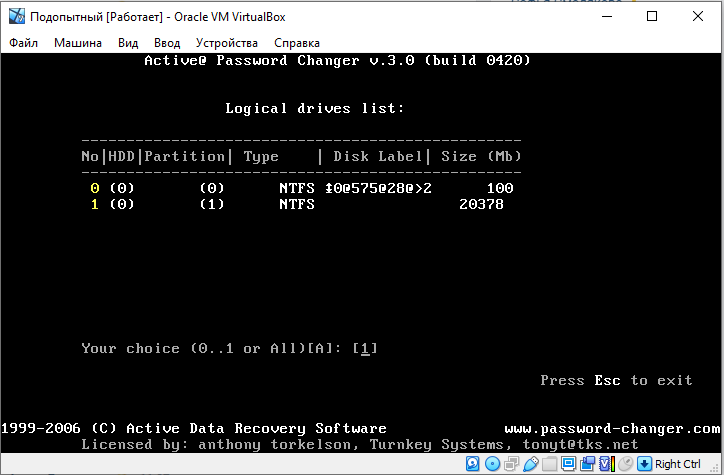 Подопытный [Работает] - Oracle VM VirtualBox
Файл Машина Вид Ввод Устройства Справка
Active@ Password Changer v.3.0 (build 0420)
Logical drives list:
No|HDD|Partition| Type | Disk Label| Size (Mb)
0 (0) (0) NTFS ‡0@575@28@>2 100
1 (0) (1) NTFS 20378
Your choice (0..1 or All)[A]: [1]
Press Esc to exit
1999-2006 (C) Active Data Recovery Software www.password-changer.com
Licensed by: anthony torkelson, Turnkey Systems, tonyt@tks.net
Right Ctrl